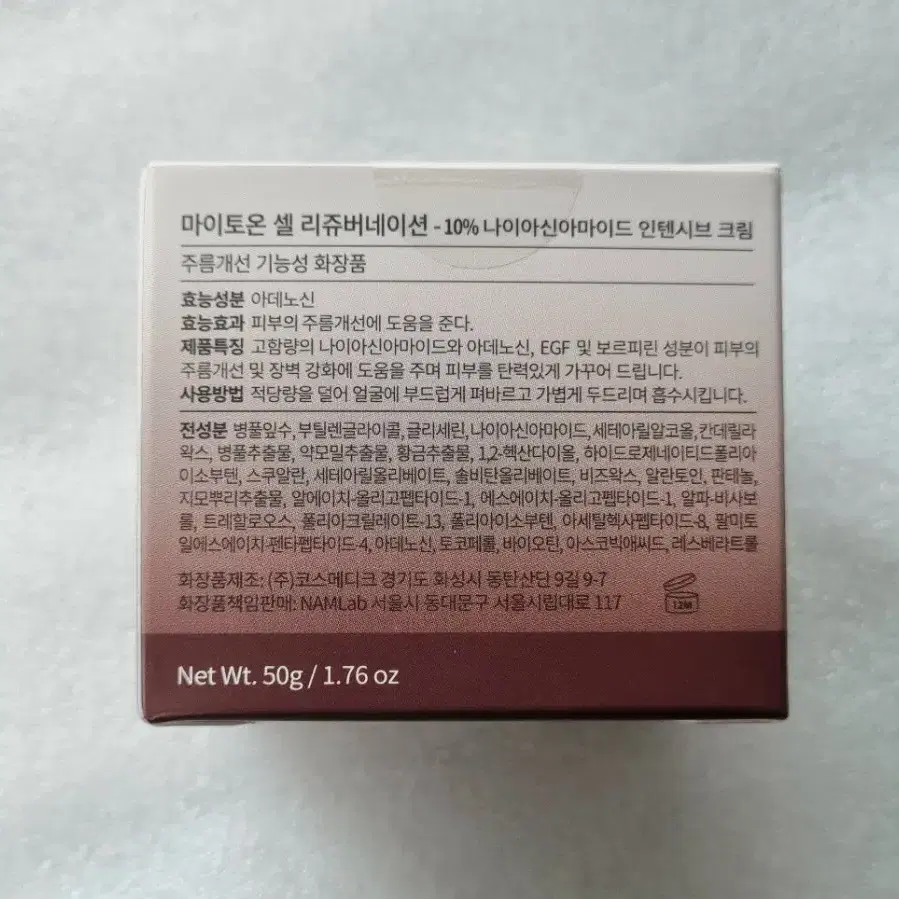 마이토온 셀 리쥬버네이션 - 10% 나이아신아마이드 인텐시브 크림
주름개선 기능성 화장품
효능성분 아데노신
효능효과 피부의 주름개선에 도움을 준다.
제품특징 고함량의 나이아신아마이드와 아데노신, EGF 및 보르피린 성분이 피부의
주름개선 및 장벽 강화에 도움을 주며 피부를 탄력있게 가꾸어 드립니다.
사용방법 적당량을 덜어 얼굴에 부드럽게 펴바르고 가볍게 두드리며 흡수시킵니다.
전성분 병풀잎수, 부틸렌글라이콜, 글리세린, 나이아신아마이드, 세테아릴알코올, 칸데릴라
왁스, 병풀추출물, 약모밀추출물, 황금추출물, 1,2-헥산다이올, 하이드로제네이티드폴리아
이소부텐, 스쿠알란, 세테아릴올리베이트, 솔비탄올리베이트, 비즈왁스, 알란토인, 판테놀,
지모뿌리추출물, 알에이치-올리고펩타이드-1, 에스에이치-올리고펩타이드-1, 알파-비사보
롤, 트레할로오스, 폴리아크릴레이트-13, 폴리아이소부텐, 아세틸헥사펩타이드-8, 팔미토
일에스에이치-펜타펩타이드-4, 아데노신, 토코페롤, 바이오틴, 아스코빅애씨드, 레스베라트롤
화장품제조: (주)코스메디크 경기도 화성시 동탄산단 9길 9-7
화장품책임판매: NAMLab 서울시 동대문구 서울시립대로 117
12M
Net Wt. 50g / 1.76 oz